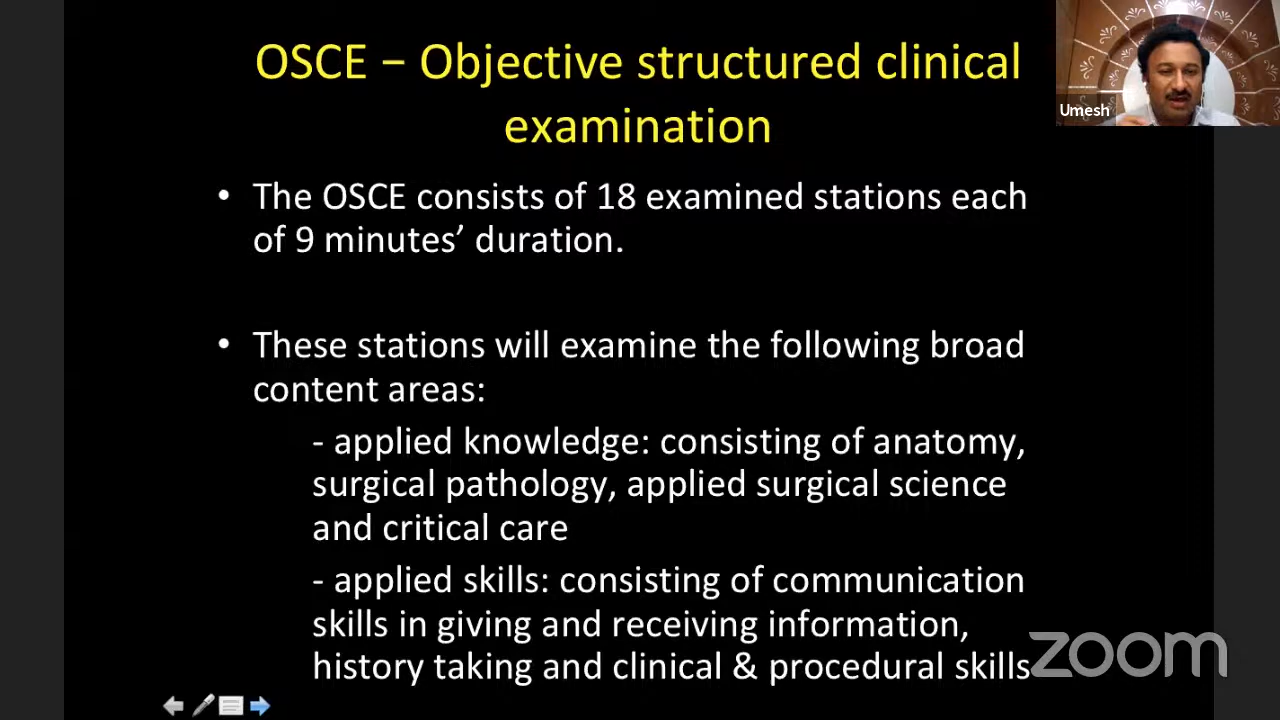 OSCE – Objective structured clinical
examination
Umesh
• The OSCE consists of 18 examined stations each
of 9 minutes’ duration.
• These stations will examine the following broad
content areas:
- applied knowledge: consisting of anatomy,
surgical pathology, applied surgical science
and critical care
- applied skills: consisting of communication
skills in giving and receiving information,
history taking and clinical & procedural skills
zoom